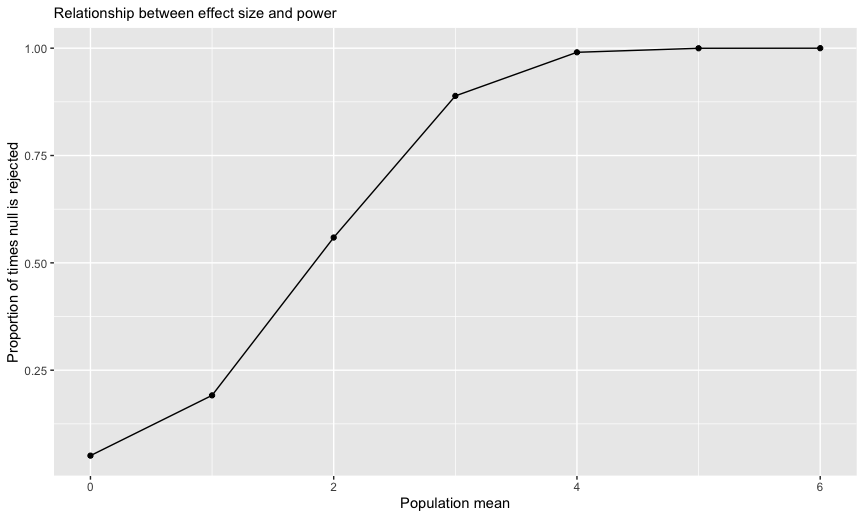 Relationship between effect size and power
Proportion of times null is rejected
1.00
0.75
0.50
0.25
0
2
4
6
Population mean